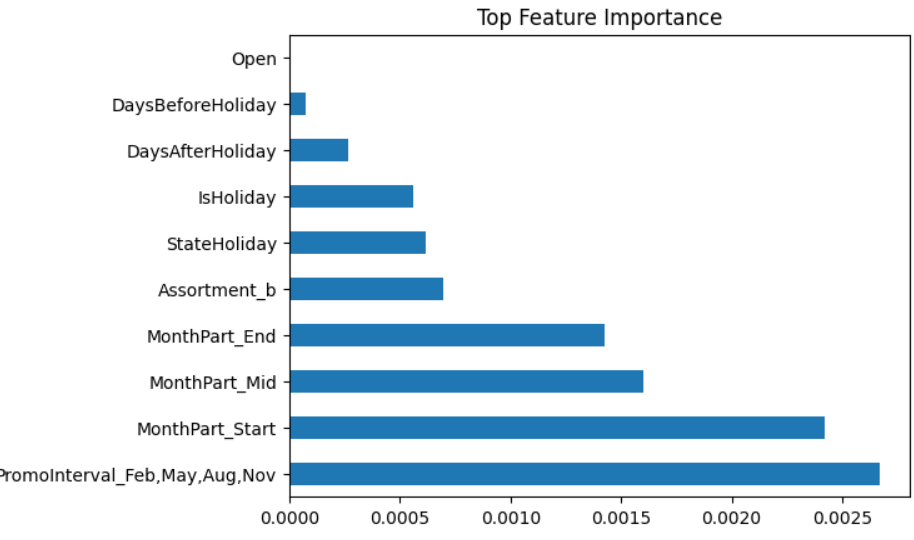 Top Feature Importance
Open
DaysBeforeHoliday
DaysAfterHoliday
IsHoliday
StateHoliday
Assortment_b
MonthPart_End
MonthPart_Mid
MonthPart_Start
PromoInterval_Feb,May,Aug,Nov
0.0000 0.0005 0.0010 0.0015 0.0020 0.0025